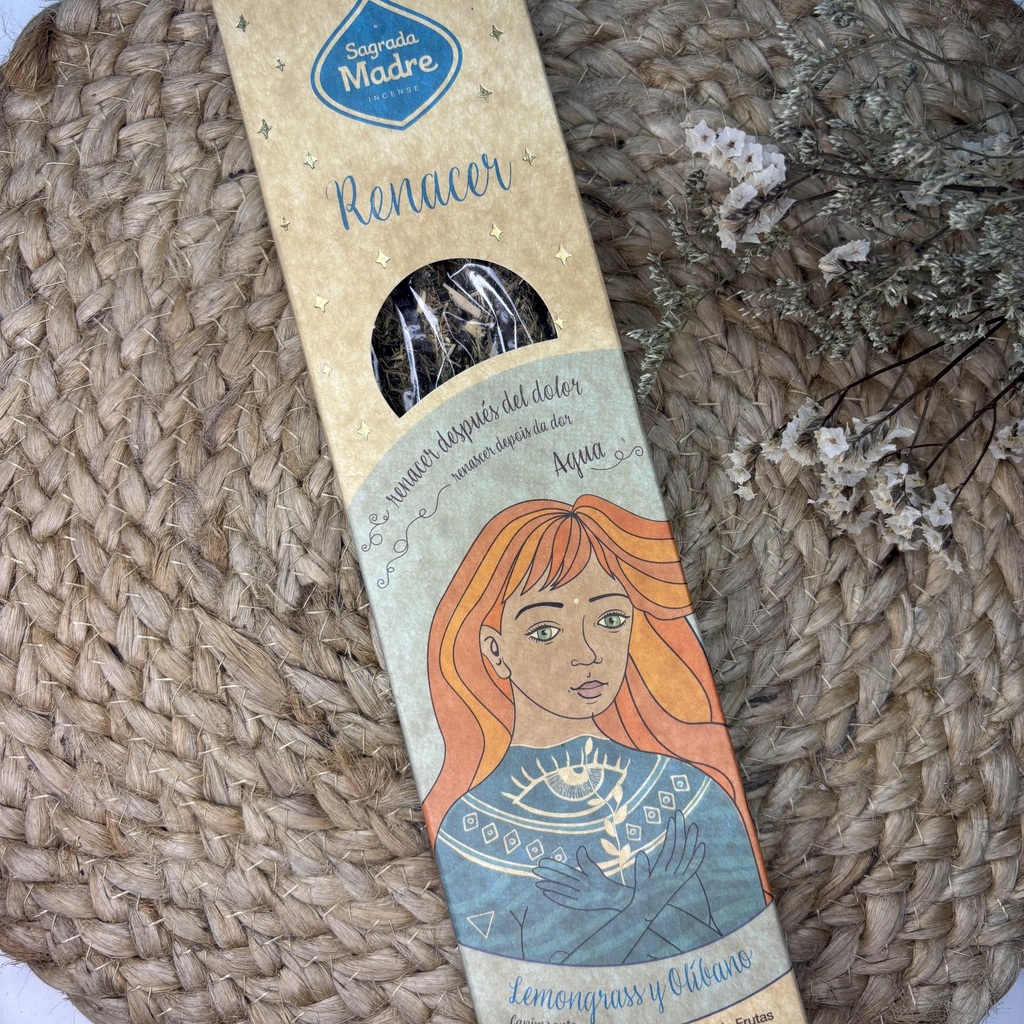 Sagrada
Madre
INCENSE
Renacer
renacer después del dolor
renascer depois da dor
Agua
Lemongrass y Olíbano
Frutas